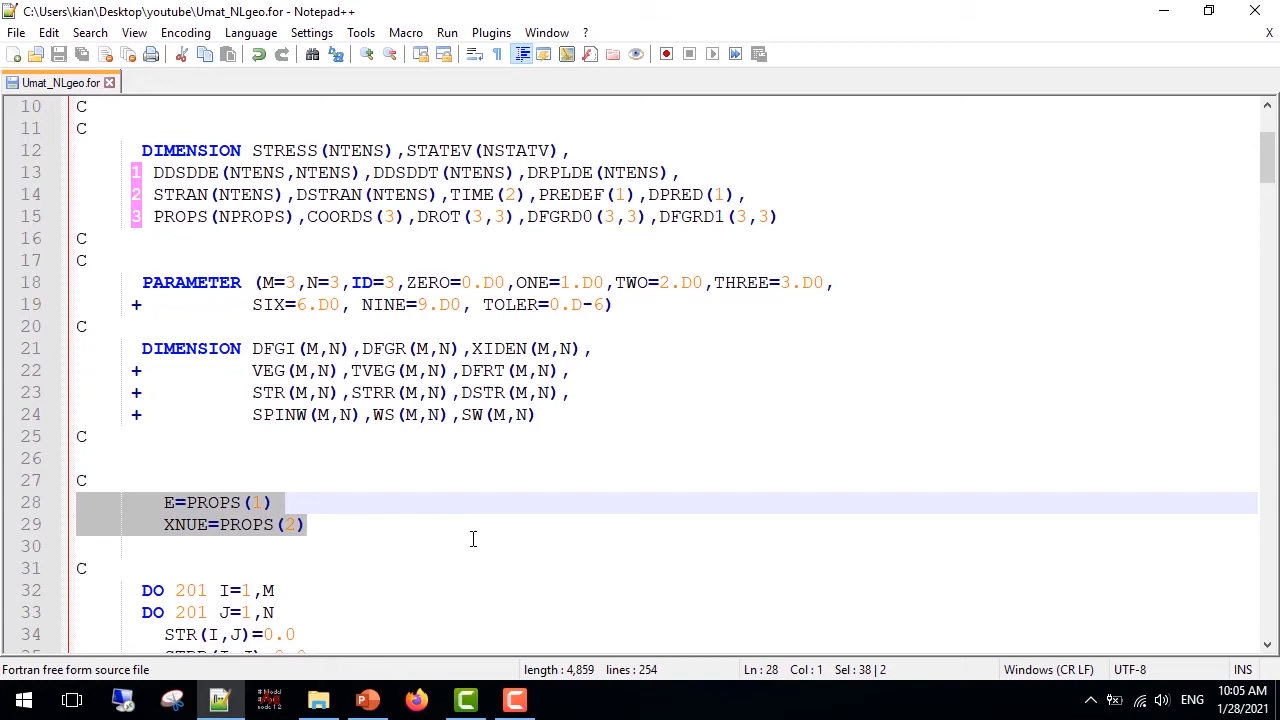 C:\Users\kian\Desktop\youtube\Umat_NLgeo.for - Notepad++
File Edit Search View Encoding Language Settings Tools Macro Run Plugins Window ? X
Umat_NLgeo.for
10 C
11 C
12 DIMENSION STRESS(NTENS),STATEV(NSTATV),
13 1 DDSDDE(NTENS,NTENS),DDSDDT(NTENS),DRPLDE(NTENS),
14 2 STRAN(NTENS),DSTRAN(NTENS),TIME(2),PREDEF(1),DPRED(1),
15 3 PROPS(NPROPS),COORDS(3),DROT(3,3),DFGRD0(3,3),DFGRD1(3,3)
16 C
17 C
18 PARAMETER (M=3,N=3,ID=3,ZERO=0.D0,ONE=1.D0,TWO=2.D0,THREE=3.D0,
19 + SIX=6.D0, NINE=9.D0, TOLER=0.D-6)
20 C
21 DIMENSION DFGI(M,N),DFGR(M,N),XIDEN(M,N),
22 + VEG(M,N),TVEG(M,N),DFRT(M,N),
23 + STR(M,N),STRR(M,N),DSTR(M,N),
24 + SPINW(M,N),WS(M,N),SW(M,N)
25 C
26
27 C
28 E=PROPS(1)
29 XNUE=PROPS(2)
30
31 C
32 DO 201 I=1,M
33 DO 201 J=1,N
34 STR(I,J)=0.0
Fortran free form source file length : 4,859 lines : 254 Ln : 28 Col : 1 Sel : 38 | 2 Windows (CR LF) UTF-8 INS
ENG 10:05 AM
1/28/2021